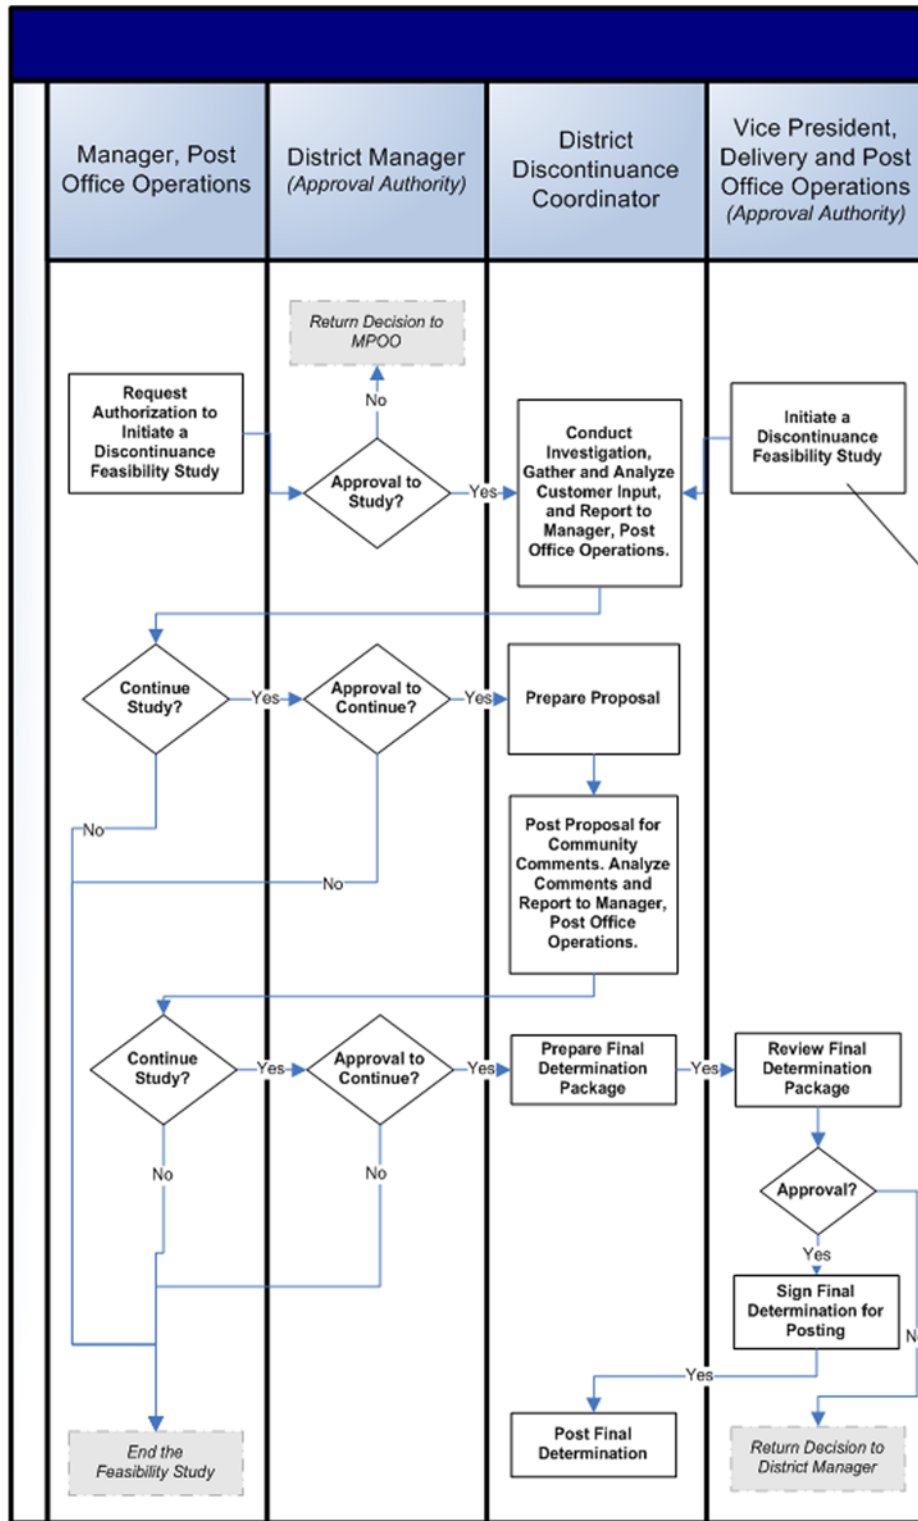 Manager, Post
Office Operations
District Manager
(Approval Authority)
District
Discontinuance
Coordinator
Vice President,
Delivery and Post
Office Operations
(Approval Authority)
Return Decision to
MPOO
No
Request
Authorization to
Initiate a
Discontinuance
Feasibility Study
Approval to
Study?
Yes
Conduct
Investigation,
Gather and Analyze
Customer Input,
and Report to
Manager, Post
Office Operations.
Initiate a
Discontinuance
Feasibility Study
Continue
Study?
Yes
Approval to
Continue?
Yes
Prepare Proposal
No
No
Post Proposal for
Community
Comments. Analyze
Comments and
Report to Manager,
Post Office
Operations.
Continue
Study?
Yes
Approval to
Continue?
Yes
Prepare Final
Determination
Package
Yes
Review Final
Determination
Package
No
No
Approval?
Yes
Sign Final
Determination for
Posting
Yes
Post Final
Determination
End the
Feasibility Study
Return Decision to
District Manager